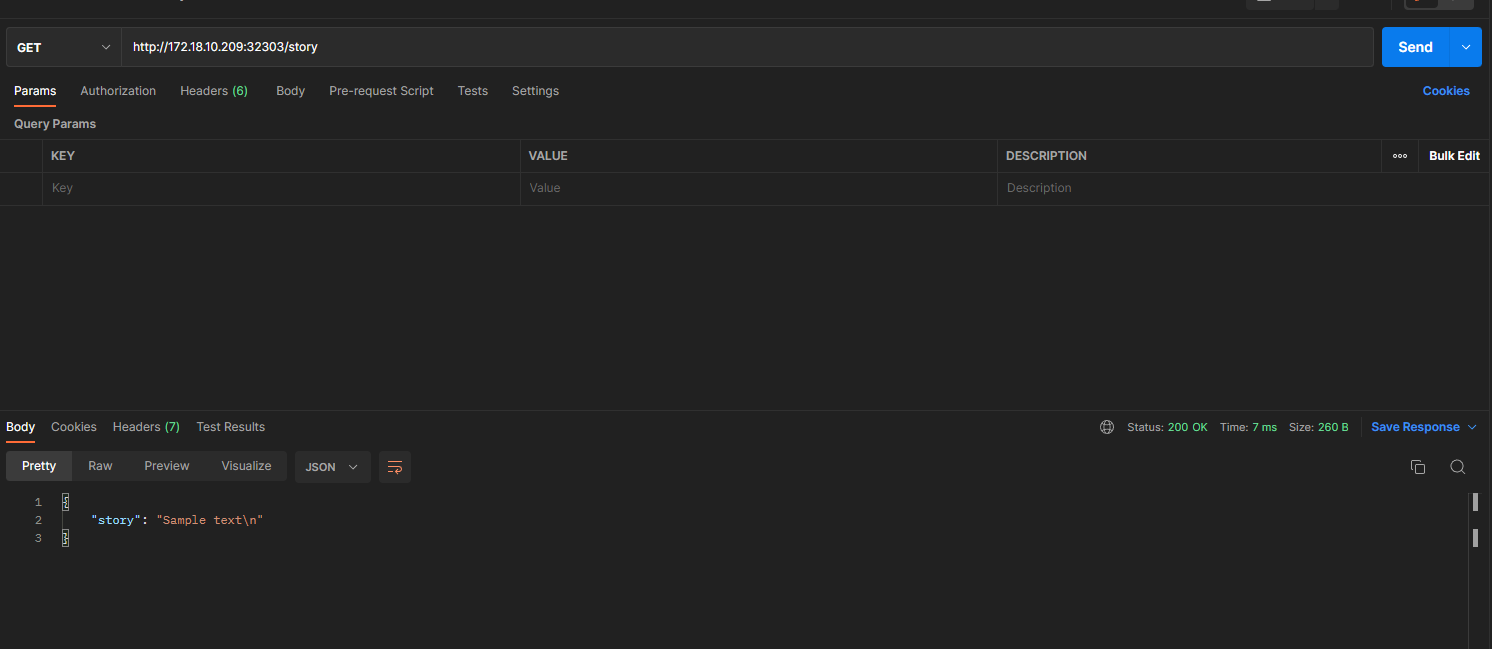 GET http://172.18.10.209:32303/story Send
Params Authorization Headers (6) Body Pre-request Script Tests Settings Cookies
Query Params
KEY VALUE DESCRIPTION ooo Bulk Edit
Key Value Description
Body Cookies Headers (7) Test Results Status: 200 OK Time: 7 ms Size: 260 B Save Response
Pretty Raw Preview Visualize JSON
1 {
2 "story": "Sample text\n"
3 }